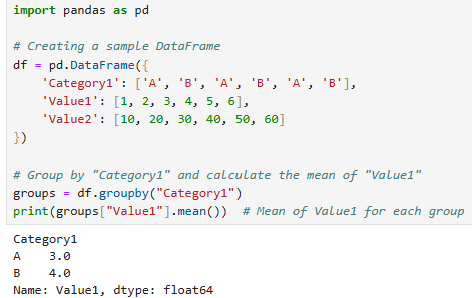 import pandas as pd
# Creating a sample DataFrame
df = pd.DataFrame({
    'Category1': ['A', 'B', 'A', 'B', 'A', 'B'],
    'Value1': [1, 2, 3, 4, 5, 6],
    'Value2': [10, 20, 30, 40, 50, 60]
})
# Group by "Category1" and calculate the mean of "Value1"
groups = df.groupby("Category1")
print(groups["Value1"].mean())  # Mean of Value1 for each group
Category1
A    3.0
B    4.0
Name: Value1, dtype: float64